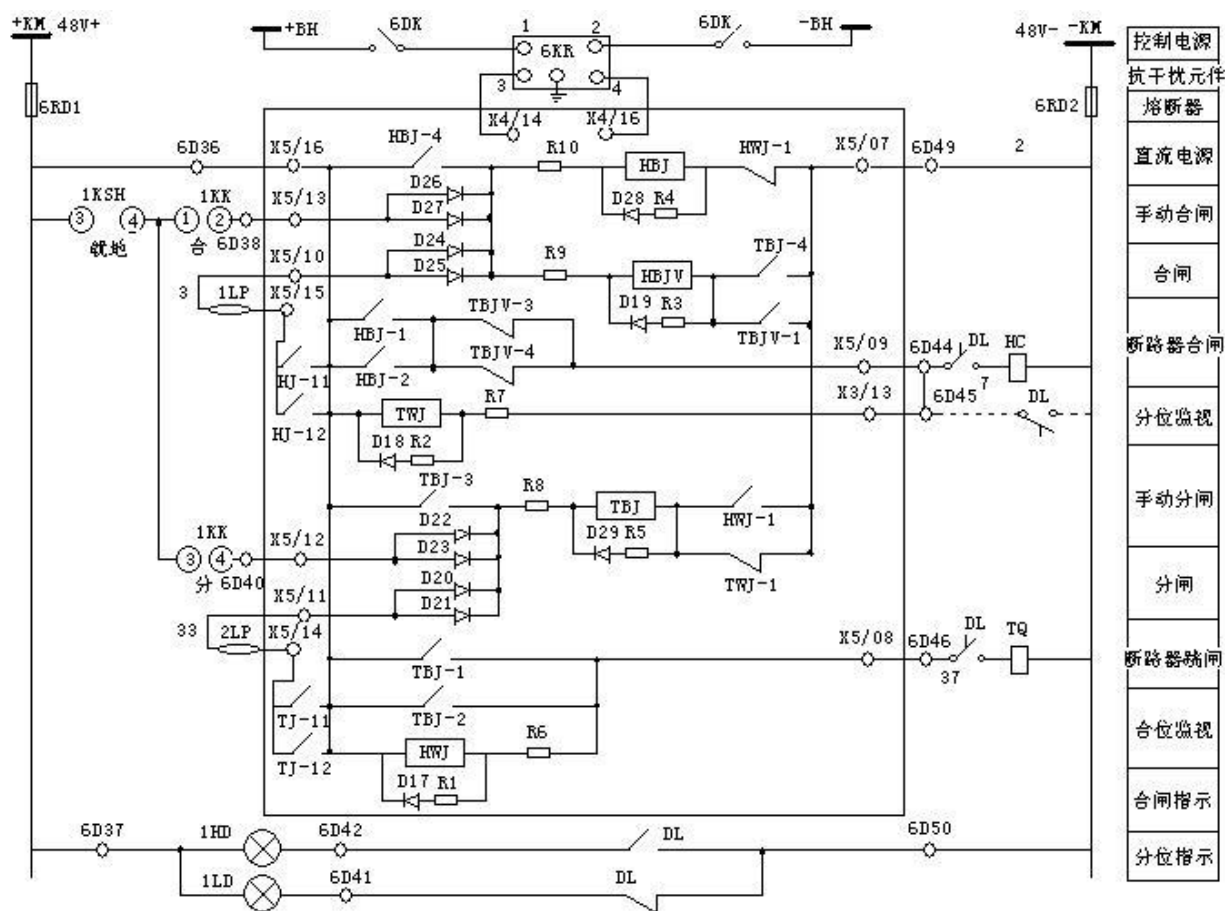 +KM 48V+
+BH
6DK
1 2
6KR
3 4
6DK
-BH
48V- -KM
控制电源
抗干扰元件
6RD1
X4/14
X4/16
6RD2
熔断器
6D36
X5/16
HBJ-4
R10
HBJ
HWJ-1
X5/07
6D49
2
直流电源
D26
D28 R4
1KSH
3 4
就地
1KK
1 2
合 6D38
X5/13
D27
手动合闸
D24
X5/10
D25
R9
HBJV
TBJ-4
合闸
3
1LP
X5/15
D19 R3
TBJV-1
HBJ-1
TBJV-3
断路器合闸
HJ-11
HBJ-2
TBJV-4
X5/09
6D44
DL
7
HC
HJ-12
TWJ
R7
X3/13
6D45
DL
分位监视
D18 R2
TBJ-3
R8
TBJ
HWJ-1
手动分闸
D22
D29 R5
1KK
3 4
分 6D40
X5/12
D23
TWJ-1
分闸
D20
X5/11
D21
33
2LP
X5/14
TBJ-1
X5/08
6D46
DL
37
TQ
断路器跳闸
TJ-11
TBJ-2
TJ-12
HWJ
R6
合位监视
D17 R1
合闸指示
6D37
1HD
6D42
DL
6D50
分位指示
1LD
6D41
DL